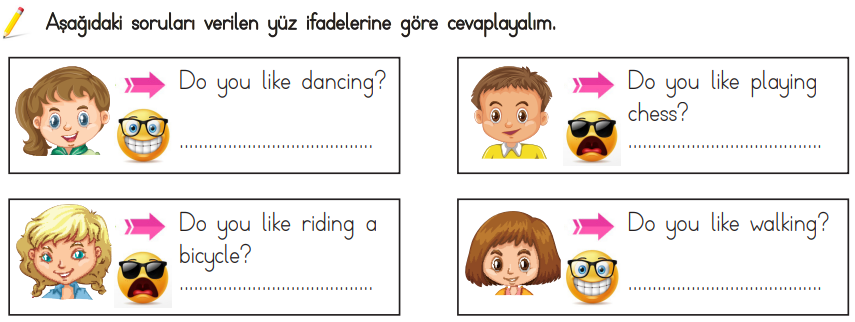 Aşağıdaki soruları verilen yüz ifadelerine göre cevaplayalım.
Do you like dancing?
.......................................
Do you like playing
chess?
.......................................
Do you like riding a
bicycle?
.......................................
Do you like walking?
.......................................